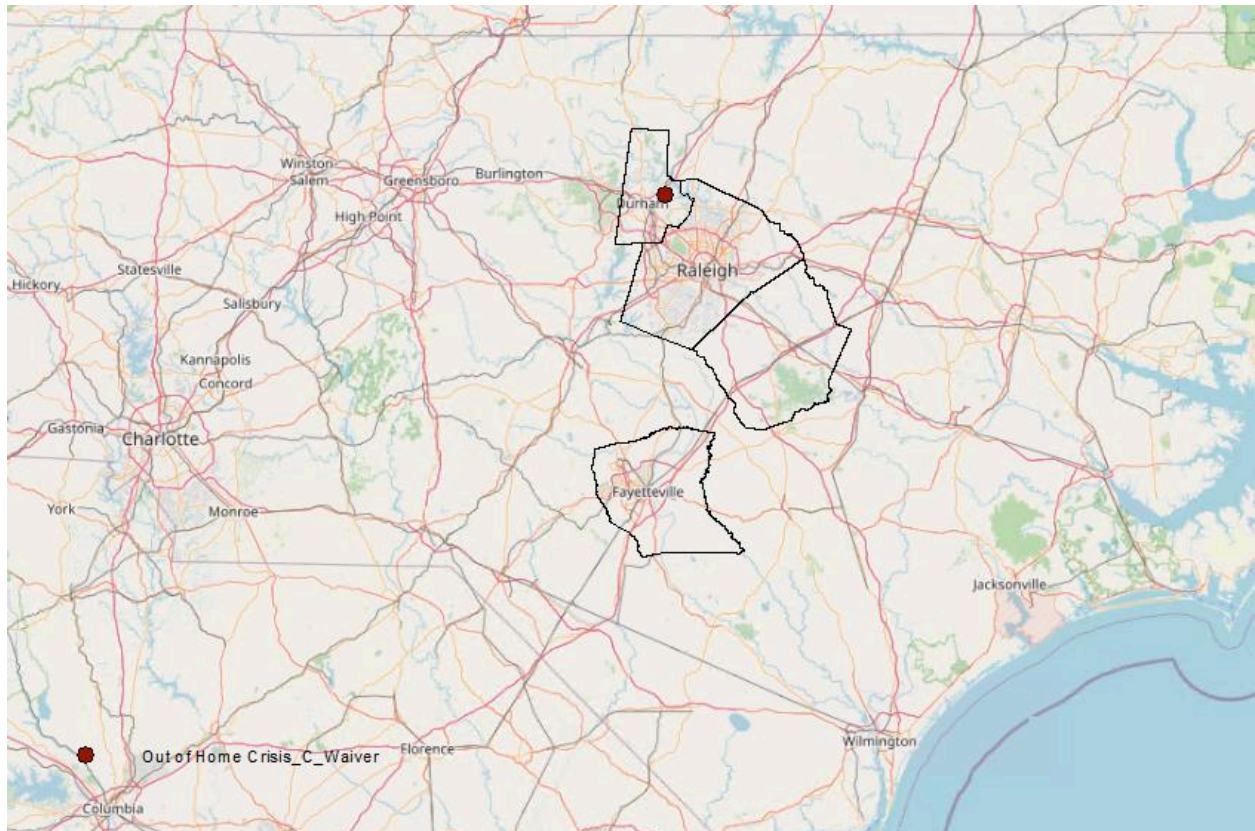 Winston-
Salem
Greensboro
Burlington
Durham
High Point
Raleigh
Statesville
Hickory
Salisbury
Kannapolis
Concord
Gastonia
Charlotte
Fayetteville
York
Monroe
Jacksonville
Wilmington
Florence
Out of Home Crisis_C_Waiver
Columbia